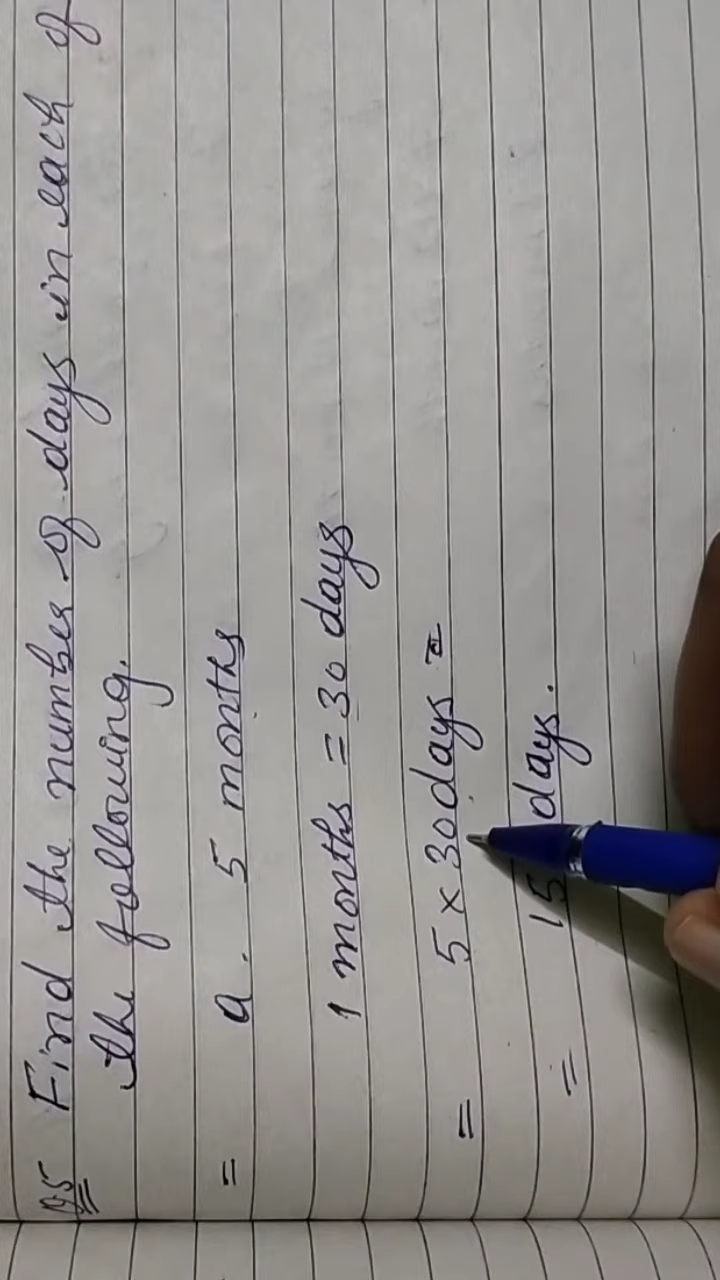 Q5 Find the number of days in each of
the following.
= a. 5 months
1 months = 30 days
= 5 x 30 days =
= 15 days.